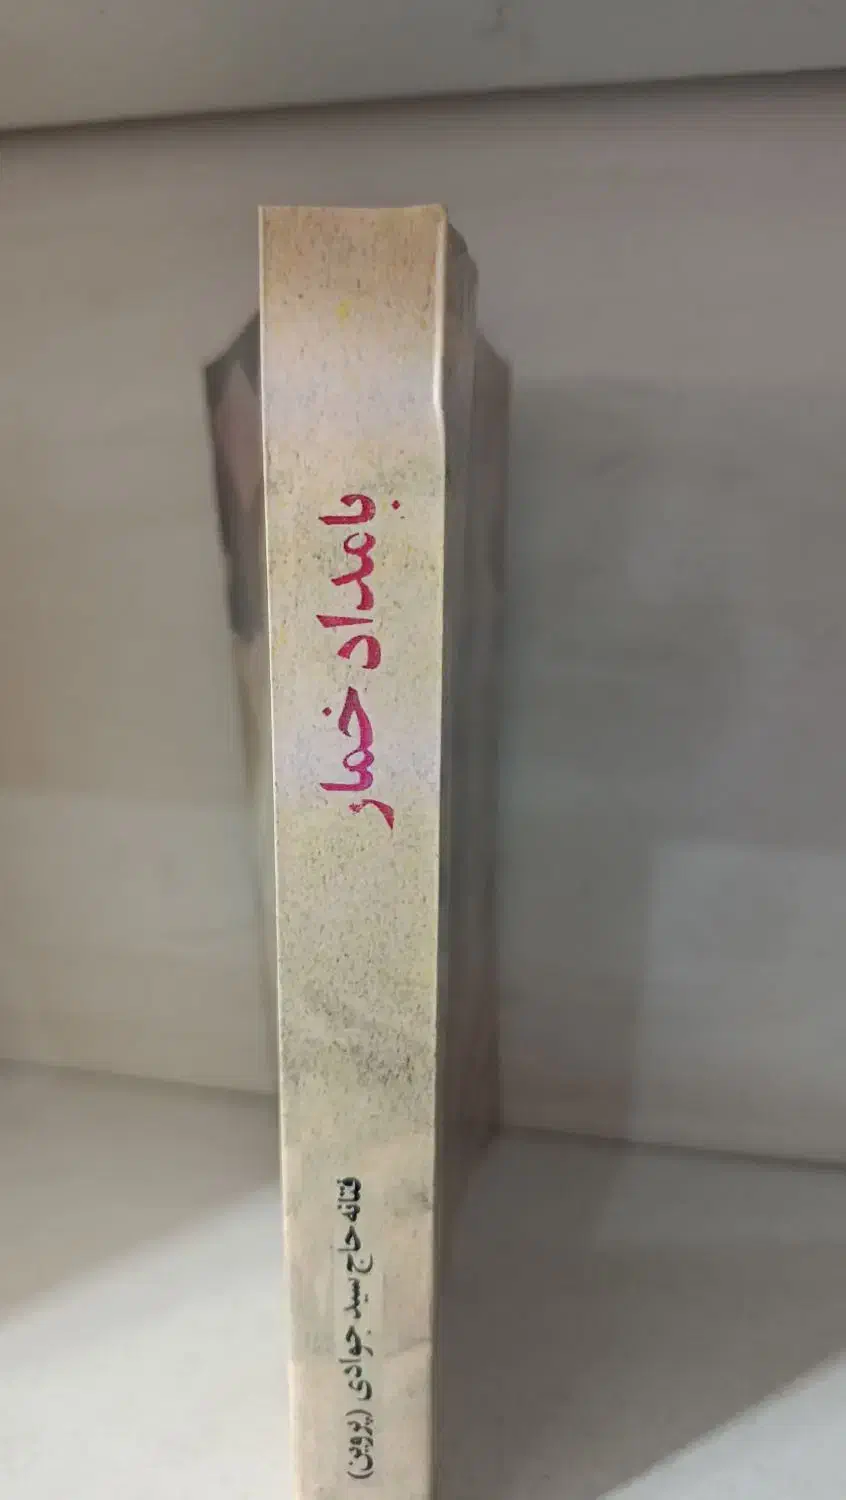 بامداد خمار
فتانه حاج سید جوادی (پروین)